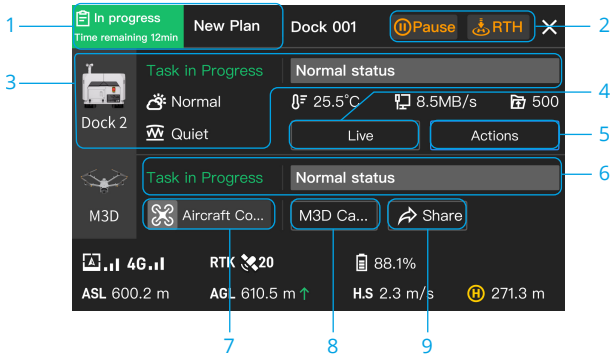 1 In progress New Plan Dock 001 Pause RTH 2
Time remaining 12min
3 Task in Progress Normal status
Normal 25.5°C 8.5MB/s 500 4
Dock 2 Quiet Live Actions 5
Task in Progress Normal status 6
M3D Aircraft Co... M3D Ca... Share
4G RTK 20 88.1%
ASL 600.2 m AGL 610.5 m ↑ H.S 2.3 m/s H 271.3 m
7 8 9